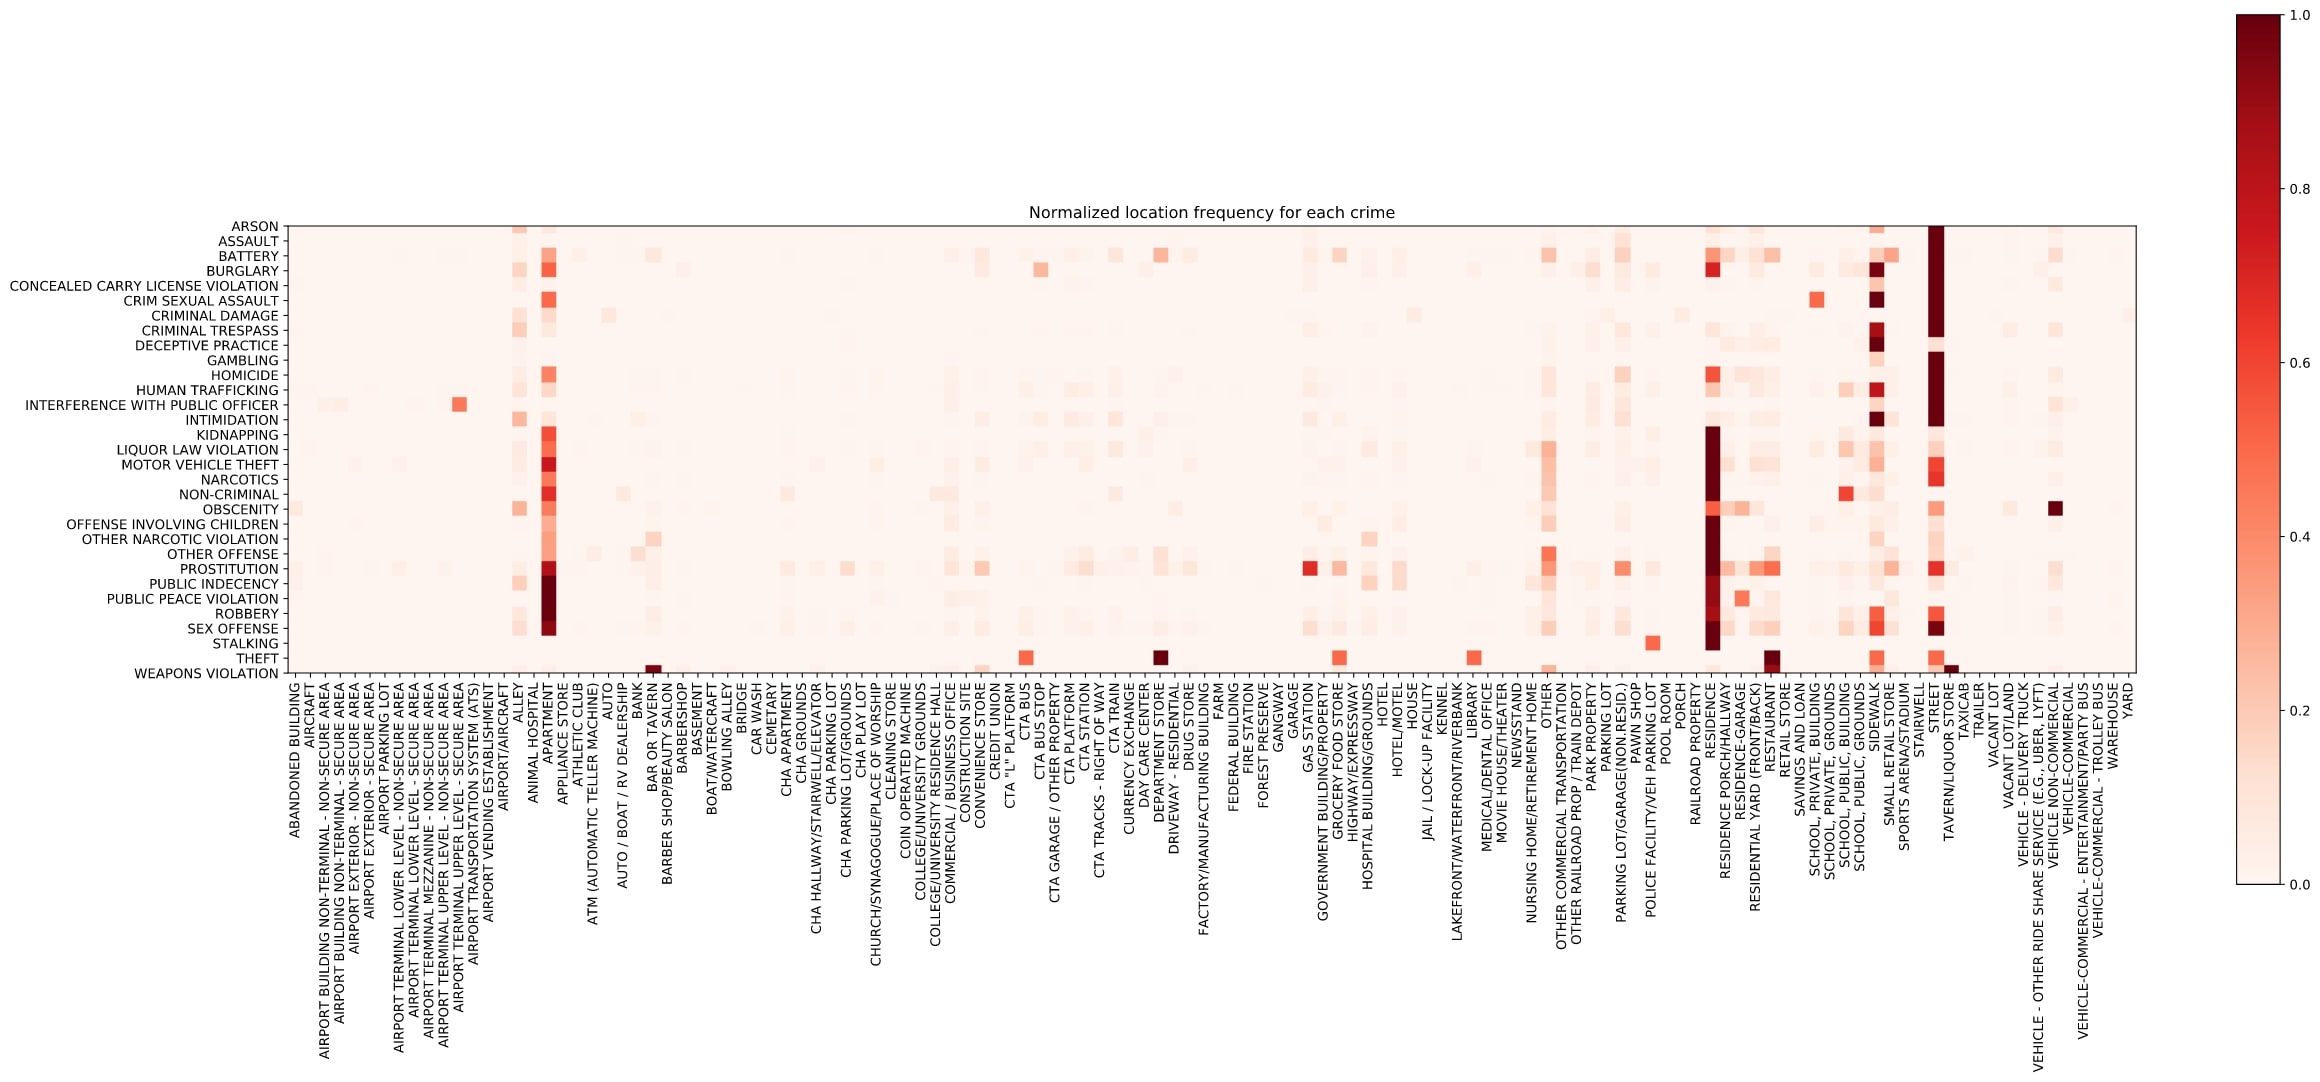 Normalized location frequency for each crime
ARSON
ASSAULT
BATTERY
BURGLARY
CONCEALED CARRY LICENSE VIOLATION
CRIM SEXUAL ASSAULT
CRIMINAL DAMAGE
CRIMINAL TRESPASS
DECEPTIVE PRACTICE
GAMBLING
HOMICIDE
HUMAN TRAFFICKING
INTERFERENCE WITH PUBLIC OFFICER
INTIMIDATION
KIDNAPPING
LIQUOR LAW VIOLATION
MOTOR VEHICLE THEFT
NARCOTICS
NON-CRIMINAL
OBSCENITY
OFFENSE INVOLVING CHILDREN
OTHER NARCOTIC VIOLATION
OTHER OFFENSE
PROSTITUTION
PUBLIC INDECENCY
PUBLIC PEACE VIOLATION
ROBBERY
SEX OFFENSE
STALKING
THEFT
WEAPONS VIOLATION
ABANDONED BUILDING
AIRCRAFT
AIRPORT BUILDING NON-TERMINAL - NON-SECURE AREA
AIRPORT BUILDING NON-TERMINAL - SECURE AREA
AIRPORT EXTERIOR - NON-SECURE AREA
AIRPORT EXTERIOR - SECURE AREA
AIRPORT PARKING LOT
AIRPORT TERMINAL LOWER LEVEL - NON-SECURE AREA
AIRPORT TERMINAL LOWER LEVEL - SECURE AREA
AIRPORT TERMINAL MEZZANINE - NON-SECURE AREA
AIRPORT TERMINAL UPPER LEVEL - NON-SECURE AREA
AIRPORT TERMINAL UPPER LEVEL - SECURE AREA
AIRPORT TRANSPORTATION SYSTEM (ATS)
AIRPORT VENDING ESTABLISHMENT
AIRPORT/AIRCRAFT
ALLEY
ANIMAL HOSPITAL
APARTMENT
APPLIANCE STORE
ATHLETIC CLUB
ATM (AUTOMATIC TELLER MACHINE)
AUTO
AUTO / BOAT / RV DEALERSHIP
BANK
BAR OR TAVERN
BARBER SHOP/BEAUTY SALON
BARBERSHOP
BASEMENT
BOAT/WATERCRAFT
BOWLING ALLEY
BRIDGE
CAR WASH
CEMETARY
CHA APARTMENT
CHA GROUNDS
CHA HALLWAY/STAIRWELL/ELEVATOR
CHA PARKING LOT
CHA PARKING LOT/GROUNDS
CHA PLAY LOT
CHURCH/SYNAGOGUE/PLACE OF WORSHIP
CLEANING STORE
COIN OPERATED MACHINE
COLLEGE/UNIVERSITY GROUNDS
COLLEGE/UNIVERSITY RESIDENCE HALL
COMMERCIAL / BUSINESS OFFICE
CONSTRUCTION SITE
CONVENIENCE STORE
CREDIT UNION
CTA "L" PLATFORM
CTA BUS
CTA BUS STOP
CTA GARAGE / OTHER PROPERTY
CTA PLATFORM
CTA STATION
CTA TRACKS - RIGHT OF WAY
CTA TRAIN
CURRENCY EXCHANGE
DAY CARE CENTER
DEPARTMENT STORE
DRIVEWAY - RESIDENTIAL
DRUG STORE
FACTORY/MANUFACTURING BUILDING
FARM
FEDERAL BUILDING
FIRE STATION
FOREST PRESERVE
GANGWAY
GARAGE
GAS STATION
GOVERNMENT BUILDING/PROPERTY
GROCERY FOOD STORE
HIGHWAY/EXPRESSWAY
HOSPITAL BUILDING/GROUNDS
HOTEL
HOTEL/MOTEL
HOUSE
JAIL / LOCK-UP FACILITY
KENNEL
LAKEFRONT/WATERFRONT/RIVERBANK
LIBRARY
MEDICAL/DENTAL OFFICE
MOVIE HOUSE/THEATER
NEWSSTAND
NURSING HOME/RETIREMENT HOME
OTHER
OTHER COMMERCIAL TRANSPORTATION
OTHER RAILROAD PROP / TRAIN DEPOT
PARK PROPERTY
PARKING LOT
PARKING LOT/GARAGE(NON.RESID.)
PAWN SHOP
POLICE FACILITY/VEH PARKING LOT
POOL ROOM
PORCH
RAILROAD PROPERTY
RESIDENCE
RESIDENCE PORCH/HALLWAY
RESIDENCE-GARAGE
RESIDENTIAL YARD (FRONT/BACK)
RESTAURANT
RETAIL STORE
SAVINGS AND LOAN
SCHOOL, PRIVATE, BUILDING
SCHOOL, PRIVATE, GROUNDS
SCHOOL, PUBLIC, BUILDING
SCHOOL, PUBLIC, GROUNDS
SIDEWALK
SMALL RETAIL STORE
SPORTS ARENA/STADIUM
STAIRWELL
STREET
TAVERN/LIQUOR STORE
TAXICAB
TRAILER
VACANT LOT
VACANT LOT/LAND
VEHICLE - DELIVERY TRUCK
VEHICLE - OTHER RIDE SHARE SERVICE (E.G., UBER, LYFT)
VEHICLE NON-COMMERCIAL
VEHICLE-COMMERCIAL
VEHICLE-COMMERCIAL - ENTERTAINMENT/PARTY BUS
VEHICLE-COMMERCIAL - TROLLEY BUS
WAREHOUSE
YARD
1.0
0.8
0.6
0.4
0.2
0.0